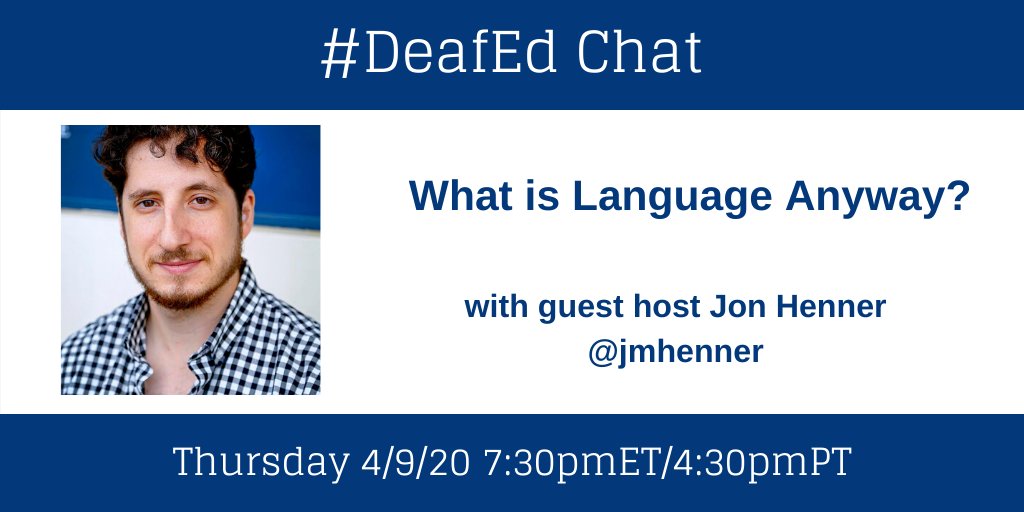 #DeafEd Chat
What is Language Anyway?
with guest host Jon Henner
@jmhenner
Thursday 4/9/20 7:30pmET/4:30pmPT